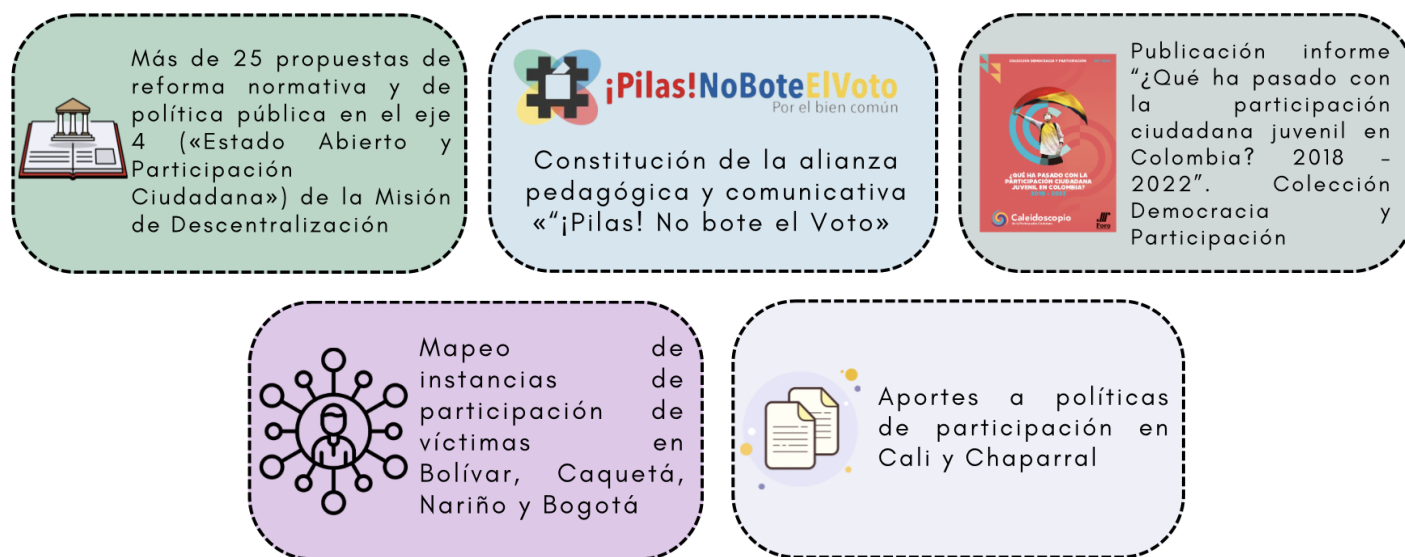 Más de 25 propuestas de
reforma normativa y de
política pública en el eje
4 («Estado Abierto y
Participación
Ciudadana») de la Misión
de Descentralización
¡Pilas!NoBoteElVoto
Por el bien común
Constitución de la alianza
pedagógica y comunicativa
«“¡Pilas! No bote el Voto»
¿QUÉ HA PASADO CON LA
PARTICIPACIÓN CIUDADANA
JUVENIL EN COLOMBIA?
2018 - 2022
Caleidoscopio
Foro
Publicación informe
“¿Qué ha pasado con
la participación
ciudadana juvenil en
Colombia? 2018 -
2022”. Colección
Democracia y
Participación
Mapeo de
instancias de
participación de
víctimas en
Bolívar, Caquetá,
Nariño y Bogotá
Aportes a políticas
de participación en
Cali y Chaparral